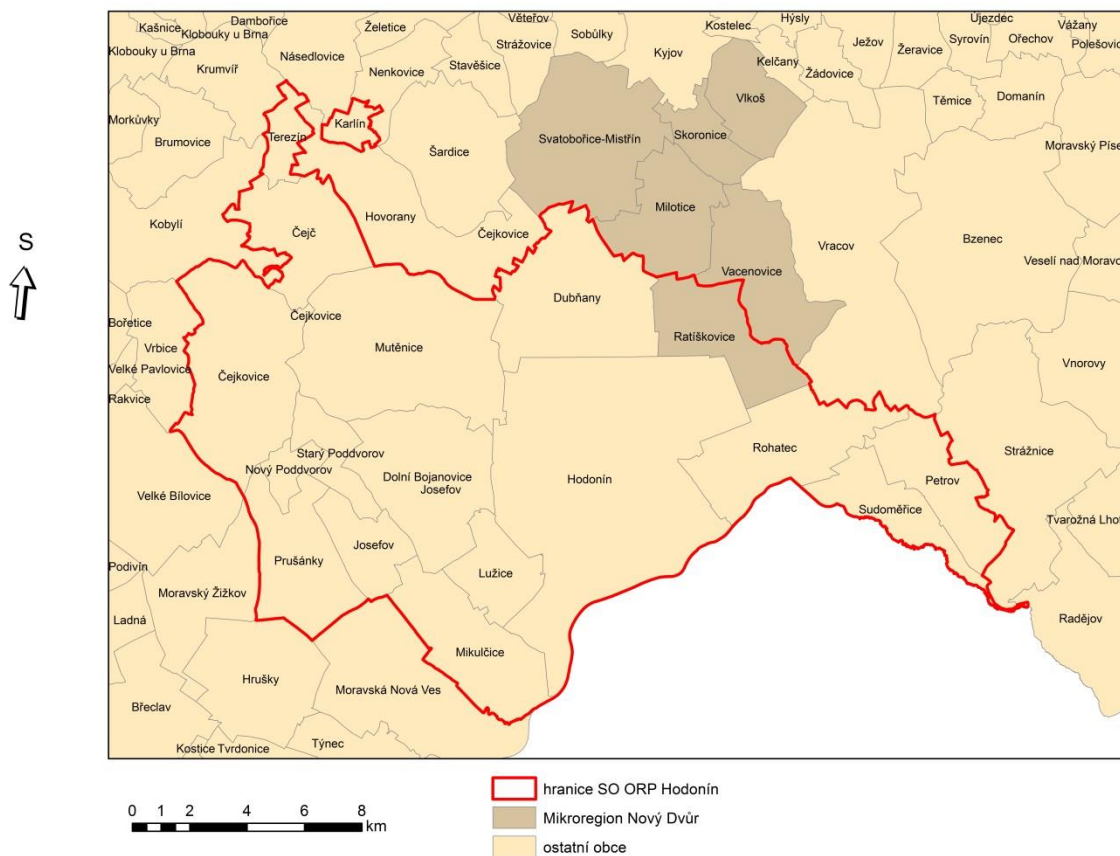 Kašnice
Dambořice
Klobouky u Brna
Klobouky u Brna
Krumvíř
Násedlovice
Želetice
Nenkovice
Stavěšice
Věteřov
Strážovice
Sobůlky
Kyjov
Kostelec
Hýsly
Kelčany
Žádovice
Ježov
Žeravice
Syrovín
Újezdec
Ořechov
Vážany
Polešovic
Morkůvky
Brumovice
Terezín
Karlín
Šardice
Svatobořice-Mistřín
Skoronice
Vlkoš
Těmice
Domanín
Moravský Píse
Kobylí
Čejč
Hovorany
Čejkovice
Milotice
Vracov
Bzenec
Veselí nad Moravo
S
Bořetice
Vrbice
Velké Pavlovice
Rakvice
Čejkovice
Čejkovice
Mutěnice
Dubňany
Vacenovice
Ratíškovice
Vnorovy
Starý Poddvorov
Nový Poddvorov
Dolní Bojanovice
Josefov
Hodonín
Rohatec
Petrov
Strážnice
Sudoměřice
Tvarožná Lhot
Velké Bílovice
Podivín
Moravský Žižkov
Prušánky
Josefov
Lužice
Ladná
Radějov
Hrušky
Mikulčice
Moravská Nová Ves
Břeclav
Kostice
Tvrdonice
Týnec
0 1 2 4 6 8
km
hranice SO ORP Hodonín
Mikroregion Nový Dvůr
ostatní obce